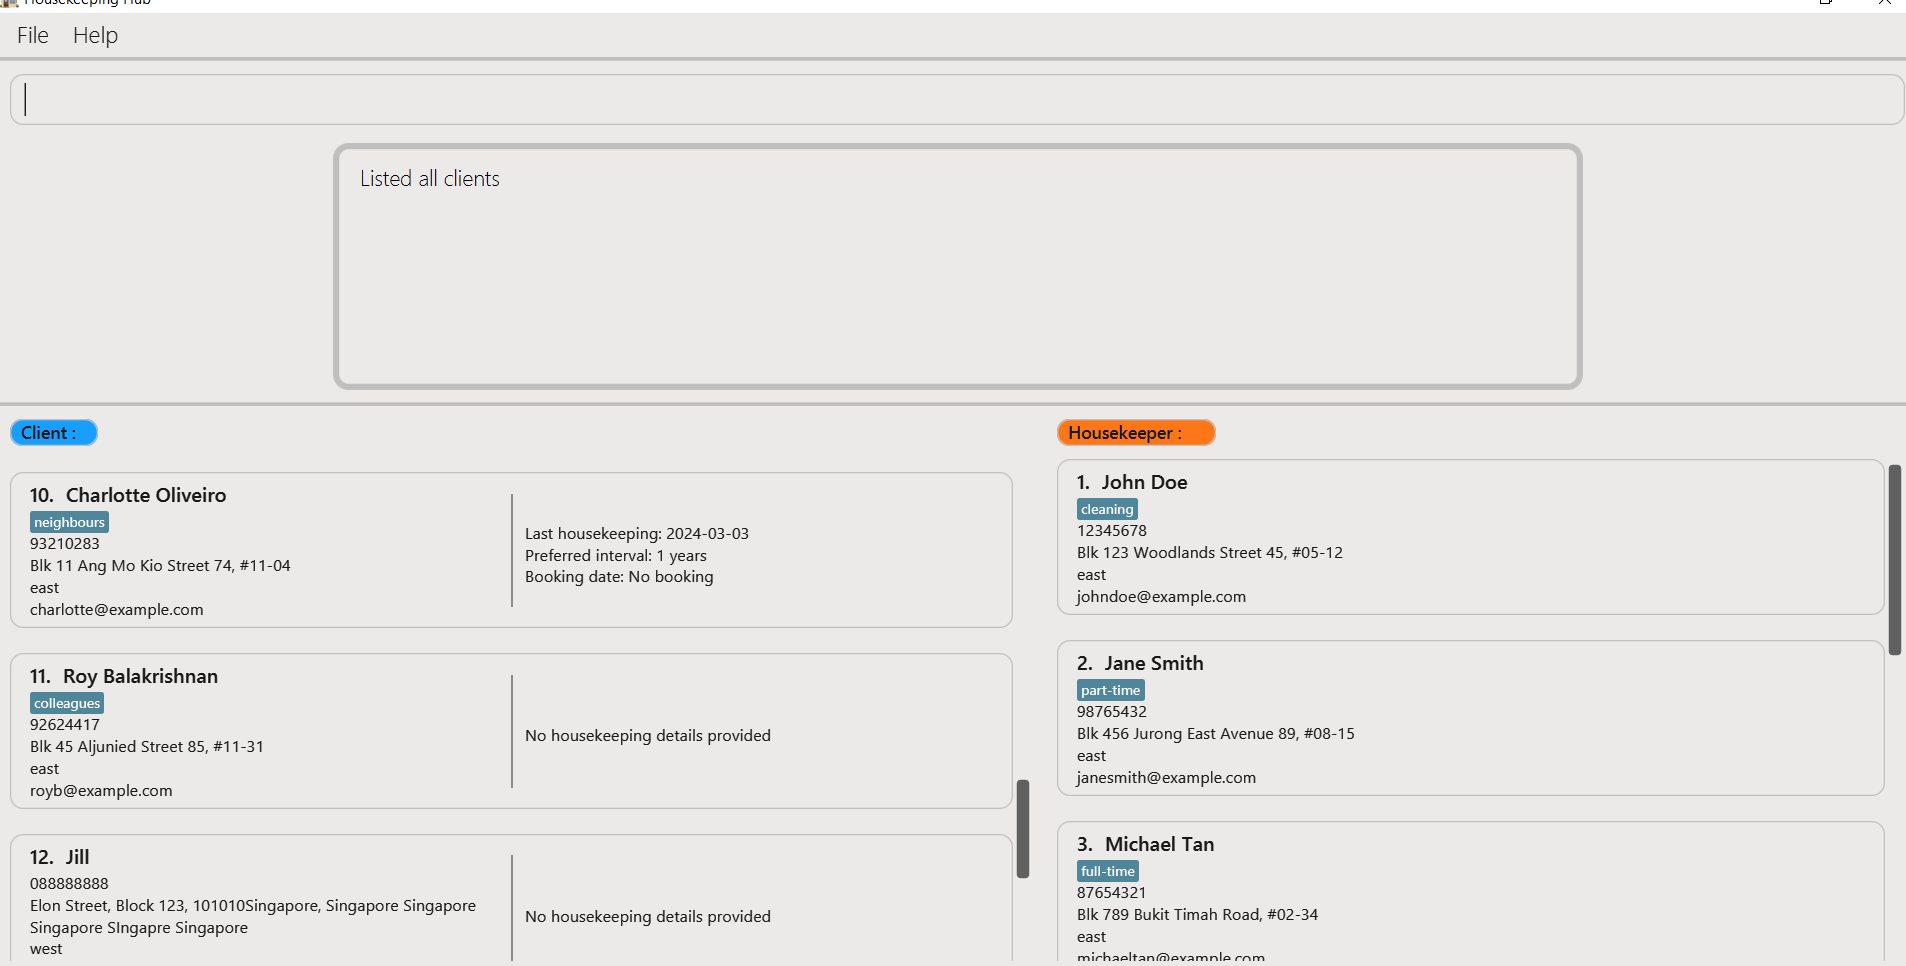 Housekeeping Hub
File Help
Listed all clients
Client :
10. Charlotte Oliveiro
neighbours
93210283
Blk 11 Ang Mo Kio Street 74, #11-04
east
charlotte@example.com
Last housekeeping: 2024-03-03
Preferred interval: 1 years
Booking date: No booking
11. Roy Balakrishnan
colleagues
92624417
Blk 45 Aljunied Street 85, #11-31
east
royb@example.com
No housekeeping details provided
12. Jill
088888888
Elon Street, Block 123, 101010Singapore, Singapore Singapore
Singapore SIngapre Singapore
west
No housekeeping details provided
Housekeeper :
1. John Doe
cleaning
12345678
Blk 123 Woodlands Street 45, #05-12
east
johndoe@example.com
2. Jane Smith
part-time
98765432
Blk 456 Jurong East Avenue 89, #08-15
east
janesmith@example.com
3. Michael Tan
full-time
87654321
Blk 789 Bukit Timah Road, #02-34
east
michaeltan@example.com